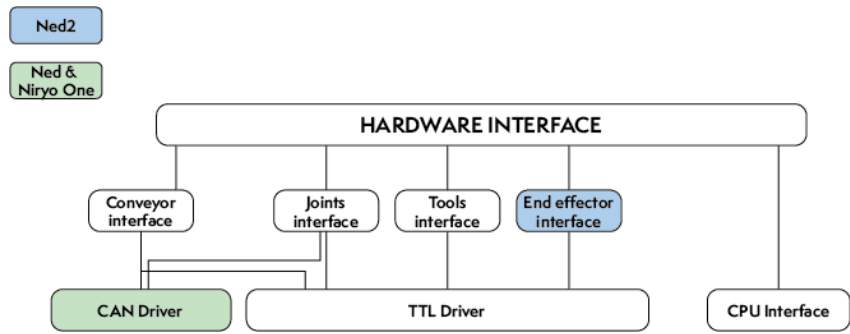 Ned2
Ned &
Niryo One
HARDWARE INTERFACE
Conveyor
interface
Joints
interface
Tools
interface
End effector
interface
CAN Driver
TTL Driver
CPU Interface